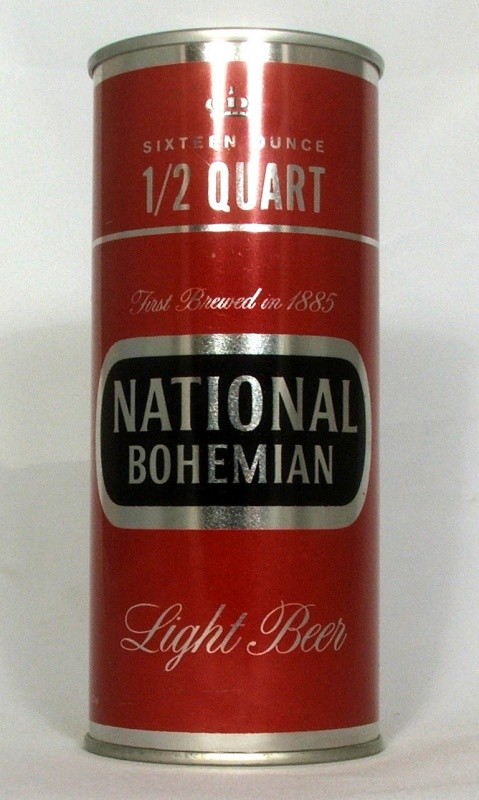 SIXTEEN OUNCE
1/2 QUART
First Brewed in 1885
NATIONAL
BOHEMIAN
Light Beer